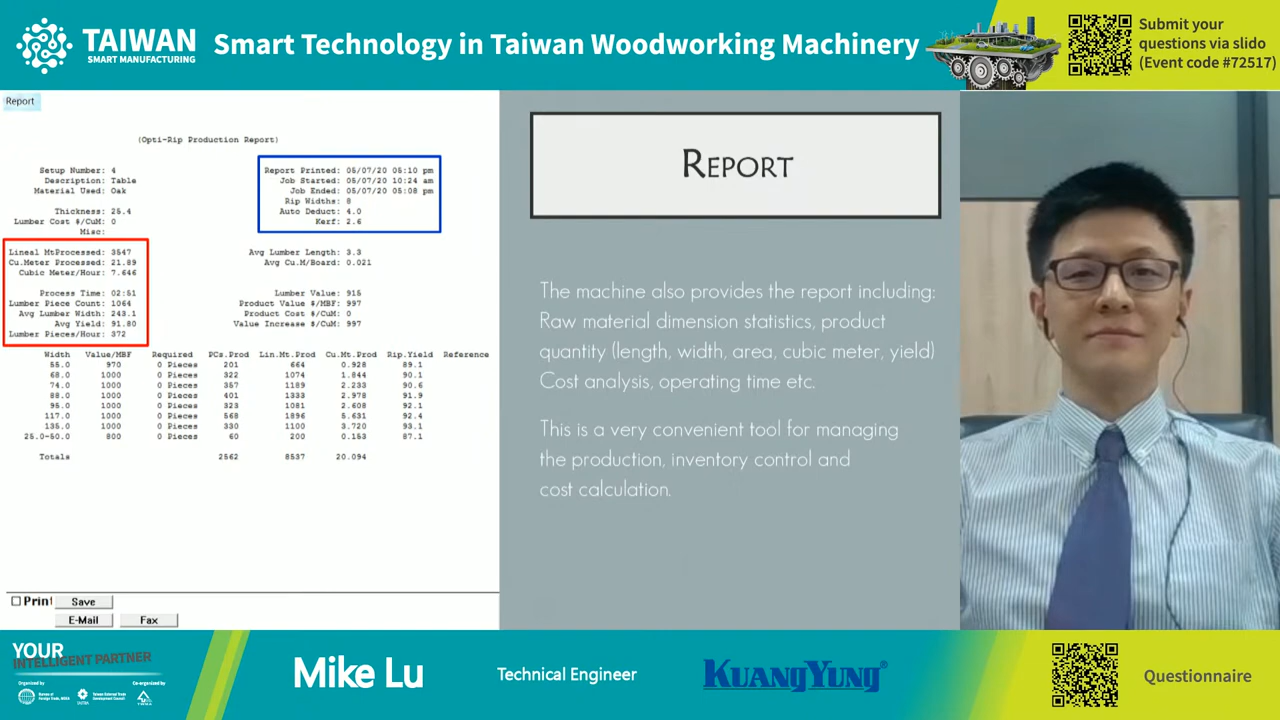 TAIWAN
SMART MANUFACTURING
Smart Technology in Taiwan Woodworking Machinery
Submit your
questions via slido
(Event code #72517)
Report
(Opti-Rip Production Report)
Setup Number: 4
Description: Table
Material Used: Oak
Thickness: 25.4
Lumber Cost $/CuM: 0
Misc:
Report Printed: 05/07/20 05:10 pm
Job Started: 05/07/20 10:24 am
Job Ended: 05/07/20 05:08 pm
Rip Widths: 8
Auto Deduct: 4.0
Kerf: 2.6
Lineal MtProcessed: 3547
Cu.Meter Processed: 21.89
Cubic Meter/Hour: 7.646
Process Time: 02:51
Lumber Piece Count: 1064
Avg Lumber Width: 243.1
Avg Yield: 91.80
Lumber Pieces/Hour: 372
Avg Lumber Length: 3.3
Avg Cu.M/Board: 0.021
Lumber Value: 915
Product Value $/MBF: 997
Product Cost $/CuM: 0
Value Increase $/CuM: 997
Width Value/MBF Required PCs.Prod Lin.Mt.Prod Cu.Mt.Prod Rip.Yield Reference
55.0 970 0 Pieces 201 664 0.928 89.1
68.0 1000 0 Pieces 322 1074 1.844 90.1
74.0 1000 0 Pieces 357 1189 2.233 90.6
88.0 1000 0 Pieces 401 1333 2.978 91.9
95.0 1000 0 Pieces 323 1081 2.608 92.1
117.0 1000 0 Pieces 568 1896 5.631 92.4
135.0 1000 0 Pieces 330 1100 3.720 93.1
25.0-50.0 800 0 Pieces 60 200 0.153 87.1
Totals 2562 8537 20.094
Print
Save
E-Mail
Fax
REPORT
The machine also provides the report including:
Raw material dimension statistics, product
quantity (length, width, area, cubic meter, yield)
Cost analysis, operating time etc.
This is a very convenient tool for managing
the production, inventory control and
cost calculation.
YOUR
INTELLIGENT PARTNER
Organized by
Co-organized by
Mike Lu
Technical Engineer
KUANGYUNG®
Questionnaire